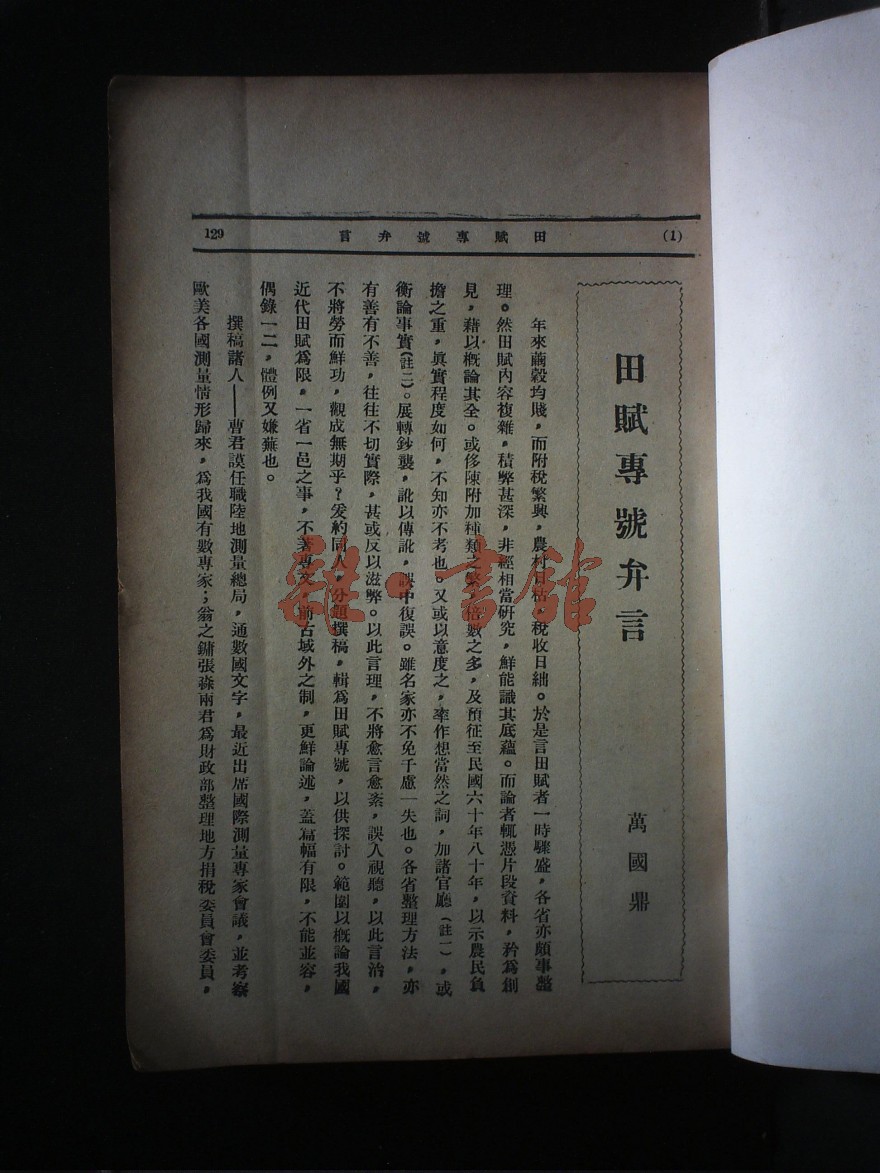 (1)
田賦專號弁言
129
田賦專號弁言
萬國鼎
年來繭穀均賤，而附稅繁興，農村日枯，稅收日絀。於是言田賦者一時驟盛，各省亦頗事整
理。然田賦內容複雜，積弊甚深，非經相當研究，鮮能識其底蘊。而論者輒憑片段資料，矜爲創
見，藉以概論其全。或侈陳附加種類之繁，倍數之多，及預征至民國六十年八十年，以示農民負
擔之重，眞實程度如何，不知亦不考也。又或以意度之，率作想當然之詞，加諸官廳（註一），或
衡論事實（註二）。展轉鈔襲，訛以傳訛，誤中復誤。雖名家亦不免千慮一失也。各省整理方法，亦
有善有不善，往往不切實際，甚或反以滋弊。以此言理，不將愈言愈紊，誤入視聽，以此言治，
不將勞而鮮功，觀成無期乎？爰約同人，分題撰稿，輯爲田賦專號，以供探討。範圍以概論我國
近代田賦爲限，一省一邑之事，不著專文，前古域外之制，更鮮論述，蓋篇幅有限，不能並容，
偶錄一二，體例又嫌蕪也。
撰稿諸人——曹君謨任職陸地測量總局，通數國文字，最近出席國際測量專家會議，並考察
歐美各國測量情形歸來，爲我國有數專家；翁之鏞張淼兩君爲財政部整理地方捐稅委員會委員，
雜·書館